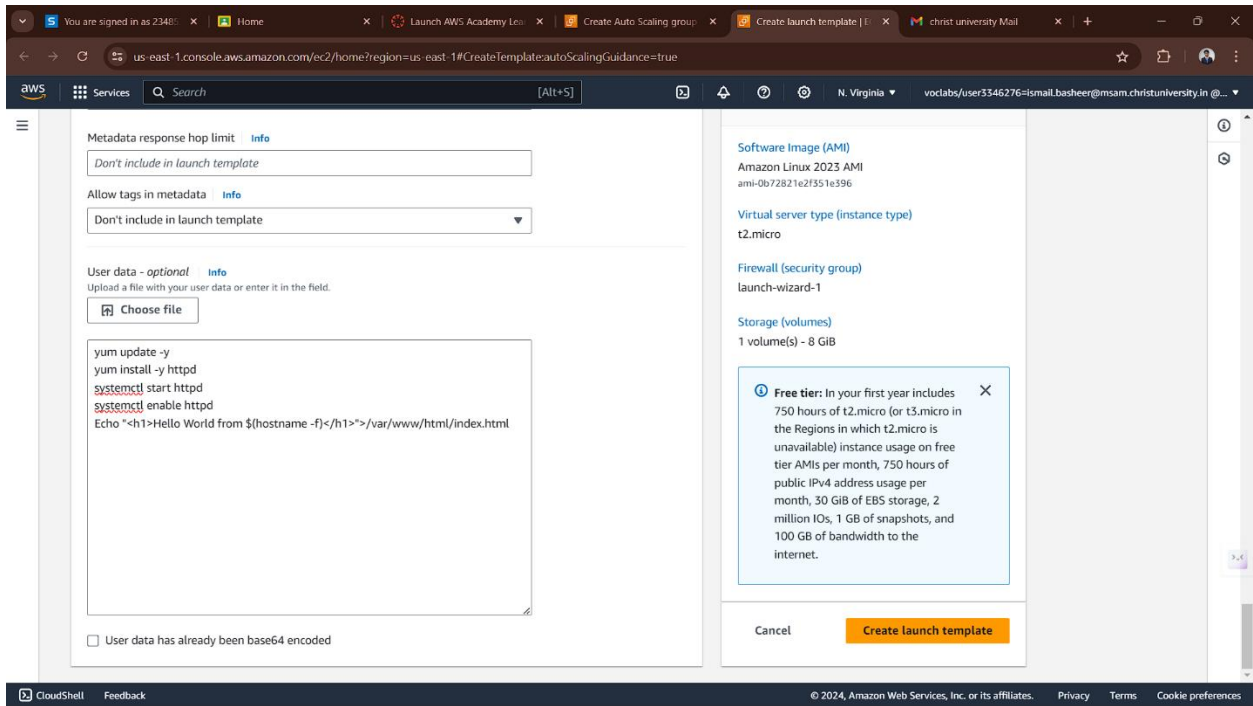 You are signed in as 23485
Home
Launch AWS Academy Lea
Create Auto Scaling group
Create launch template | E
christ university Mail
us-east-1.console.aws.amazon.com/ec2/home?region=us-east-1#CreateTemplate:autoScalingGuidance=true
aws Services Search [Alt+S] N. Virginia voclabs/user3346276=ismail.basheer@msam.christuniversity.in @...
Metadata response hop limit Info
Don't include in launch template
Allow tags in metadata Info
Don't include in launch template
User data - optional Info
Upload a file with your user data or enter it in the field.
Choose file
yum update -y
yum install -y httpd
systemctl start httpd
systemctl enable httpd
Echo "<h1>Hello World from $(hostname -f)</h1>">/var/www/html/index.html
User data has already been base64 encoded
Software Image (AMI)
Amazon Linux 2023 AMI
ami-0b72821e2f351e396
Virtual server type (instance type)
t2.micro
Firewall (security group)
launch-wizard-1
Storage (volumes)
1 volume(s) - 8 GiB
Free tier: In your first year includes
750 hours of t2.micro (or t3.micro in
the Regions in which t2.micro is
unavailable) instance usage on free
tier AMIs per month, 750 hours of
public IPv4 address usage per
month, 30 GiB of EBS storage, 2
million IOs, 1 GB of snapshots, and
100 GB of bandwidth to the
internet.
Cancel
Create launch template
CloudShell Feedback © 2024, Amazon Web Services, Inc. or its affiliates. Privacy Terms Cookie preferences